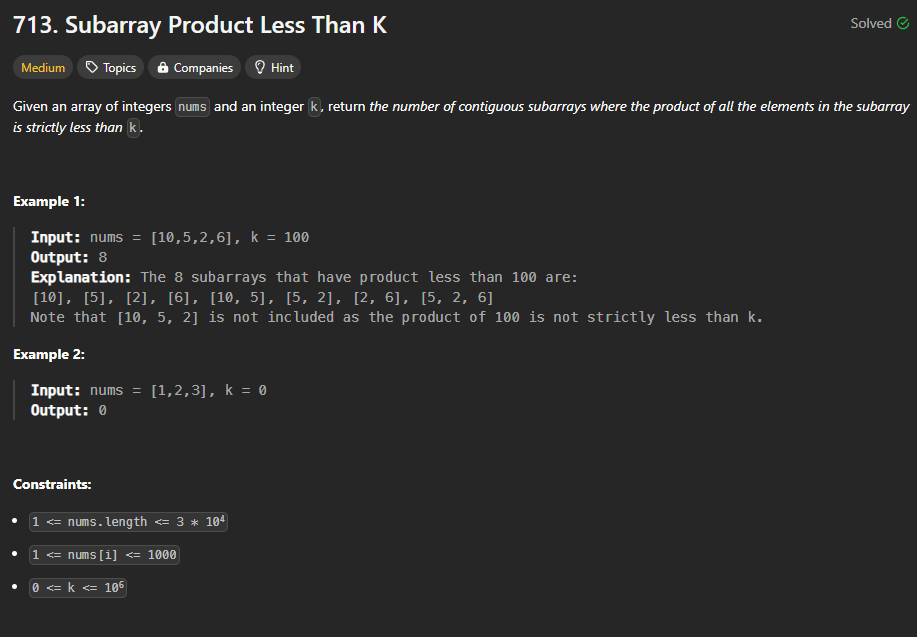 713. Subarray Product Less Than K
Solved
Medium Topics Companies Hint
Given an array of integers nums and an integer k, return the number of contiguous subarrays where the product of all the elements in the subarray
is strictly less than k.
Example 1:
Input: nums = [10,5,2,6], k = 100
Output: 8
Explanation: The 8 subarrays that have product less than 100 are:
[10], [5], [2], [6], [10, 5], [5, 2], [2, 6], [5, 2, 6]
Note that [10, 5, 2] is not included as the product of 100 is not strictly less than k.
Example 2:
Input: nums = [1,2,3], k = 0
Output: 0
Constraints:
• 1 <= nums.length <= 3 * 10⁴
• 1 <= nums[i] <= 1000
• 0 <= k <= 10⁶